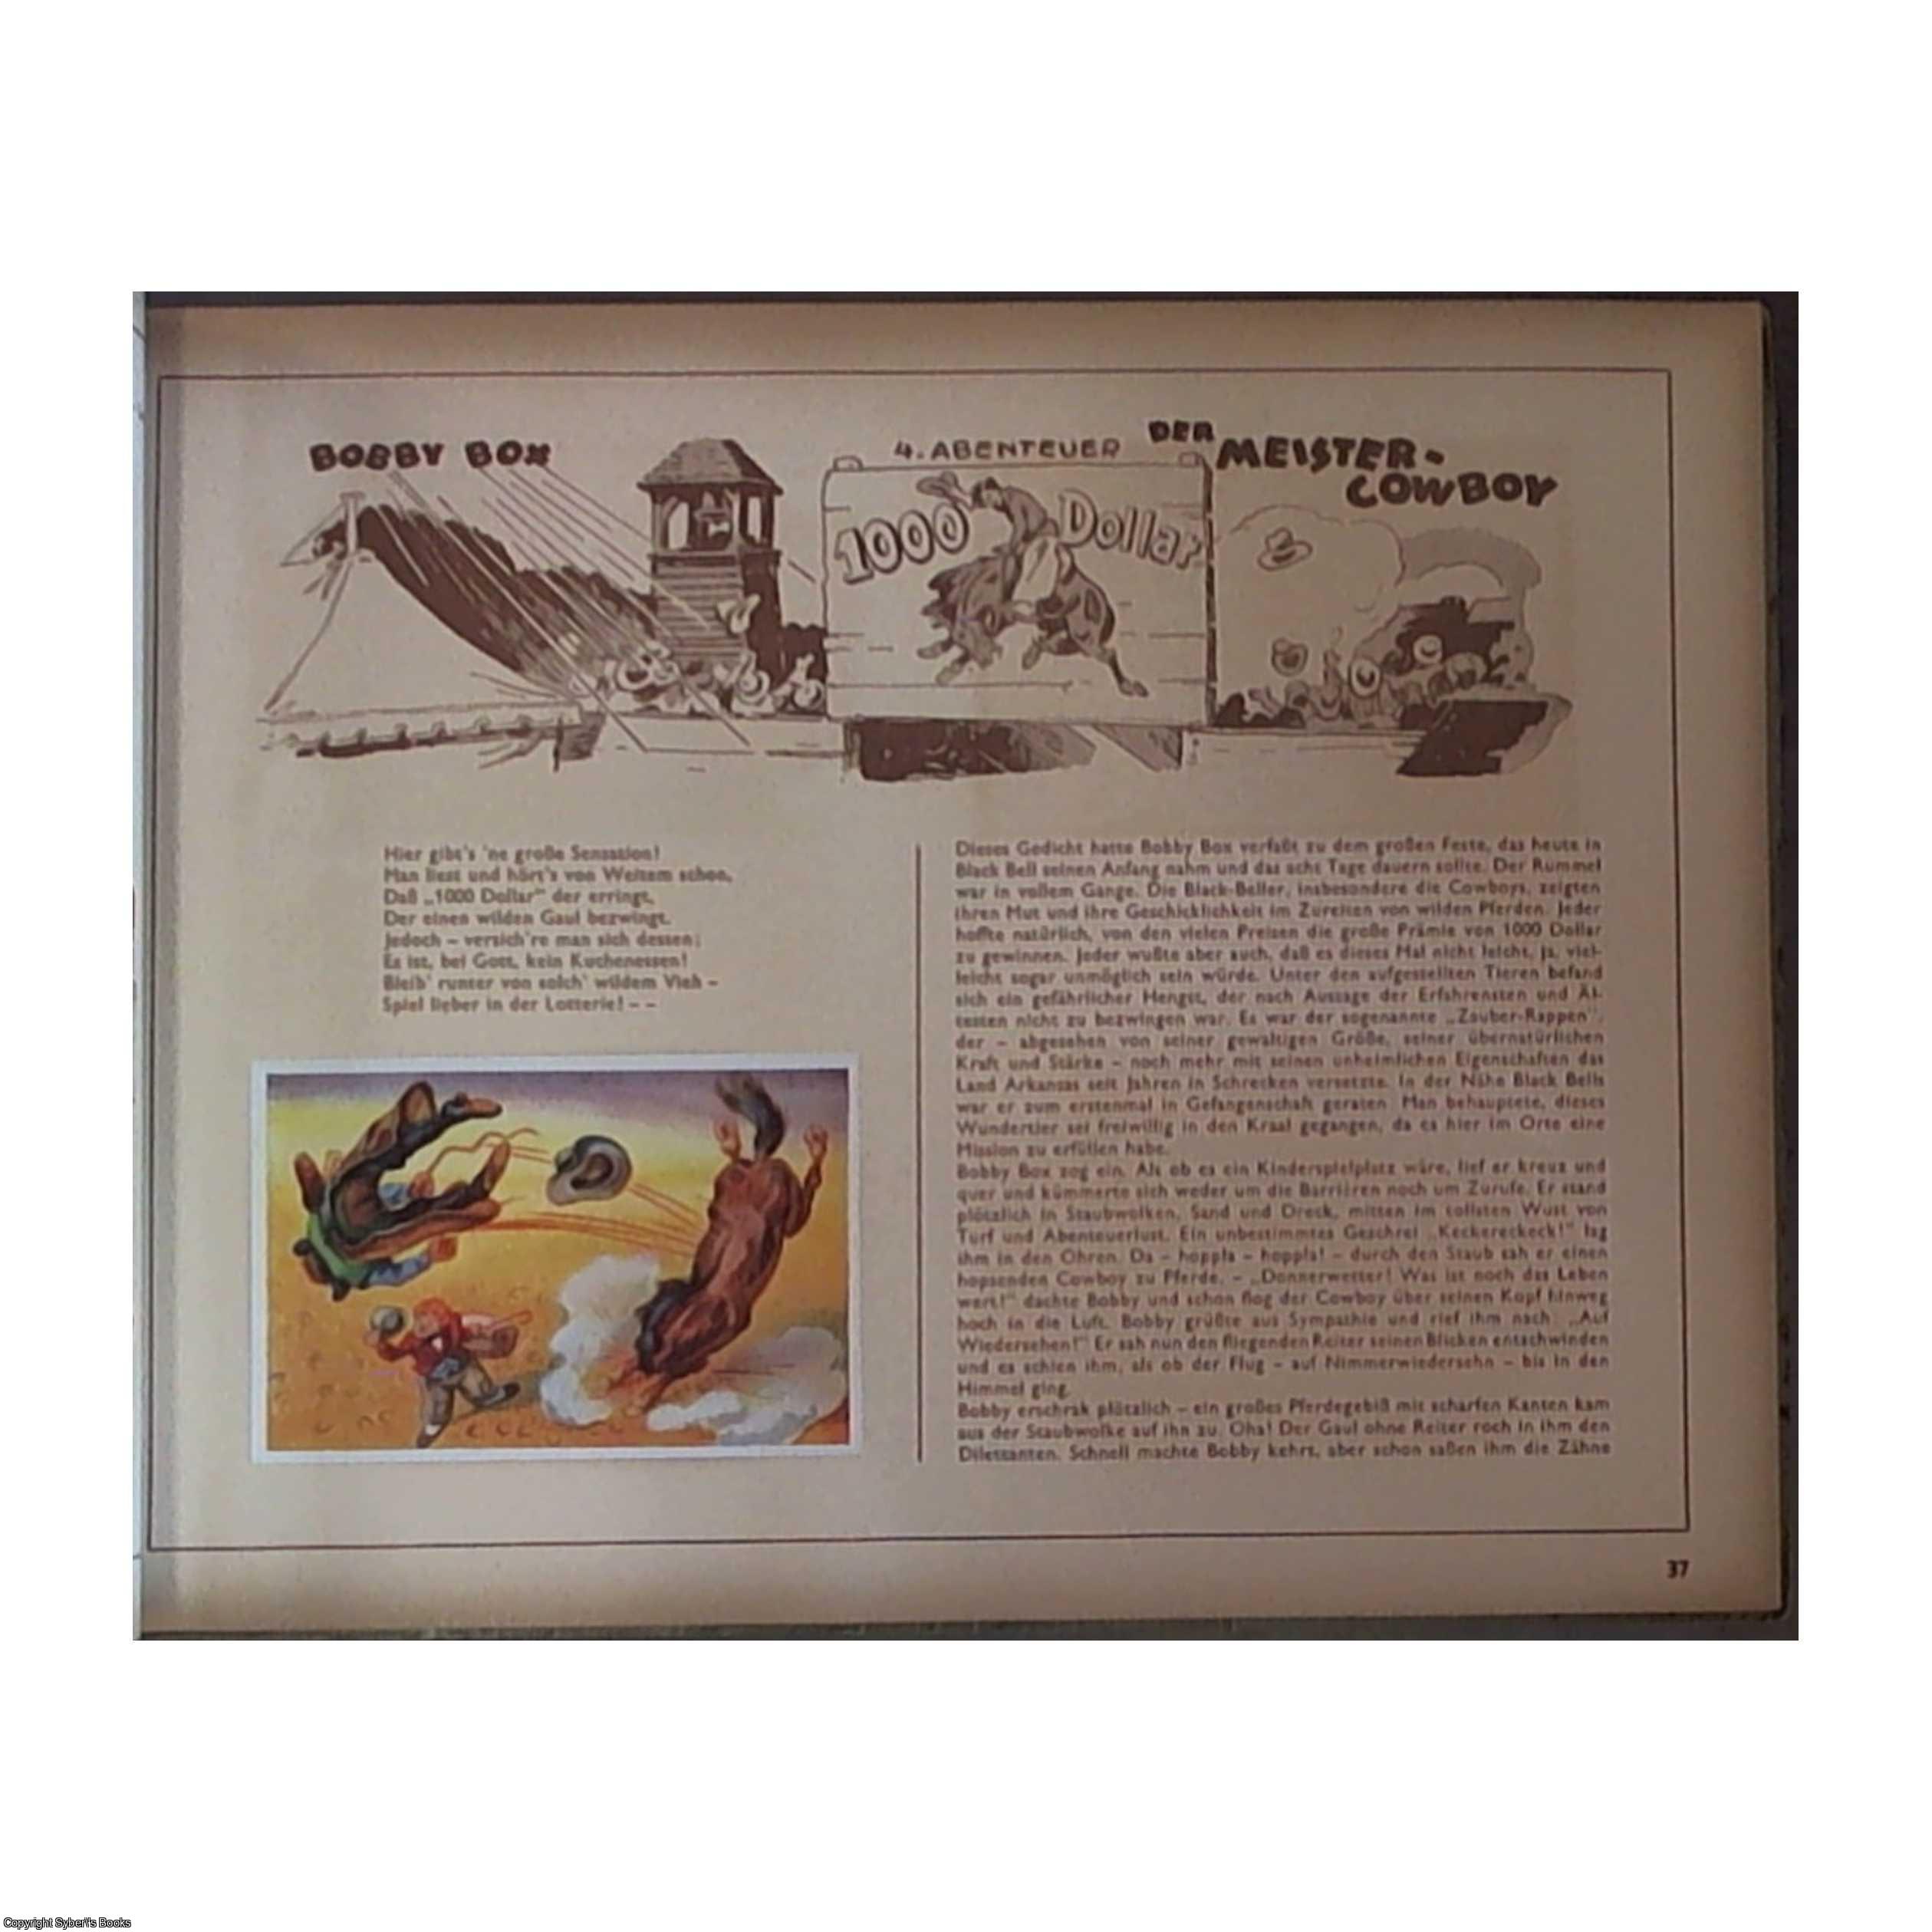 BOBBY BOX
4. ABENTEUER
DER MEISTER-
COWBOY
1000 Dollar
Hier gibt's 'ne große Sensation!
Man liest und hört's von Weitem schon,
Daß „1000 Dollar" der erringt,
Der einen wilden Gaul bezwingt.
Jedoch – versich're man sich dessen:
Es ist, bei Gott, kein Kuchenessen!
Bleib' runter von solch' wildem Vieh –
Spiel lieber in der Lotterie! – –
Dieses Gedicht hatte Bobby Box verfaßt zu dem großen Feste, das heute in
Black Bell seinen Anfang nahm und das acht Tage dauern sollte. Der Rummel
war in vollem Gange. Die Black-Beller, insbesondere die Cowboys, zeigten
ihren Mut und ihre Geschicklichkeit im Zureiten von wilden Pferden. Jeder
hoffte natürlich, von den vielen Preisen die große Prämie von 1000 Dollar
zu gewinnen. Jeder wußte aber auch, daß es dieses Mal nicht leicht, ja, viel-
leicht sogar unmöglich sein würde. Unter den aufgestellten Tieren befand
sich ein gefährlicher Hengst, der nach Aussage der Erfahrensten und Äl-
testen nicht zu bezwingen war. Es war der sogenannte „Zauber-Rappen",
der – abgesehen von seiner gewaltigen Größe, seiner übernatürlichen
Kraft und Stärke – noch mehr mit seinen unheimlichen Eigenschaften das
Land Arkansas seit Jahren in Schrecken versetzte. In der Nähe Black Bells
war er zum erstenmal in Gefangenschaft geraten. Man behauptete, dieses
Wundertier sei freiwillig in den Kraal gegangen, da es hier im Orte eine
Mission zu erfüllen habe.
Bobby Box zog ein. Als ob es ein Kinderspielplatz wäre, lief er kreuz und
quer und kümmerte sich weder um die Barrieren noch um Zurufe. Er stand
plötzlich in Staubwolken, Sand und Dreck, mitten im tollsten Wust von
Turf und Abenteuerlust. Ein unbestimmtes Geschrei „Keckereckeck!" lag
ihm in den Ohren. Da – hoppla – hoppla! – durch den Staub sah er einen
hopsenden Cowboy zu Pferde. – „Donnerwetter! Was ist noch das Leben
wert!" dachte Bobby und schon flog der Cowboy über seinen Kopf hinweg
hoch in die Luft. Bobby grüßte aus Sympathie und rief ihm nach: „Auf
Wiedersehen!" Er sah nun den fliegenden Reiter seinen Blicken entschwinden
und es schien ihm, als ob der Flug – auf Nimmerwiedersehn – bis in den
Himmel ging.
Bobby erschrak plötzlich – ein großes Pferdegebiß mit scharfen Kanten kam
aus der Staubwolke auf ihn zu. Oha! Der Gaul ohne Reiter roch in ihm den
Dilettanten. Schnell machte Bobby kehrt, aber schon saßen ihm die Zähne
37
Copyright Syber\'s Books